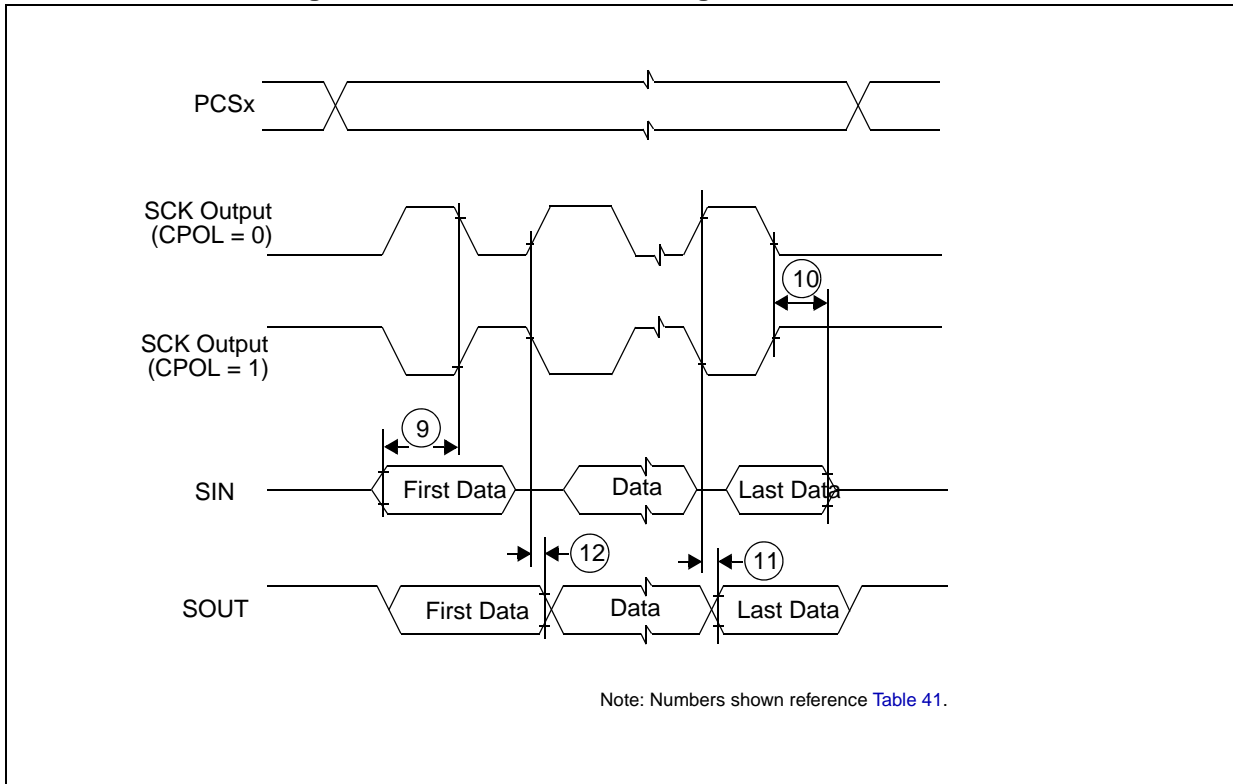 PCSx
SCK Output
(CPOL = 0)
10
SCK Output
(CPOL = 1)
9
SIN
First Data
Data
Last Data
12
11
SOUT
First Data
Data
Last Data
Note: Numbers shown reference Table 41.